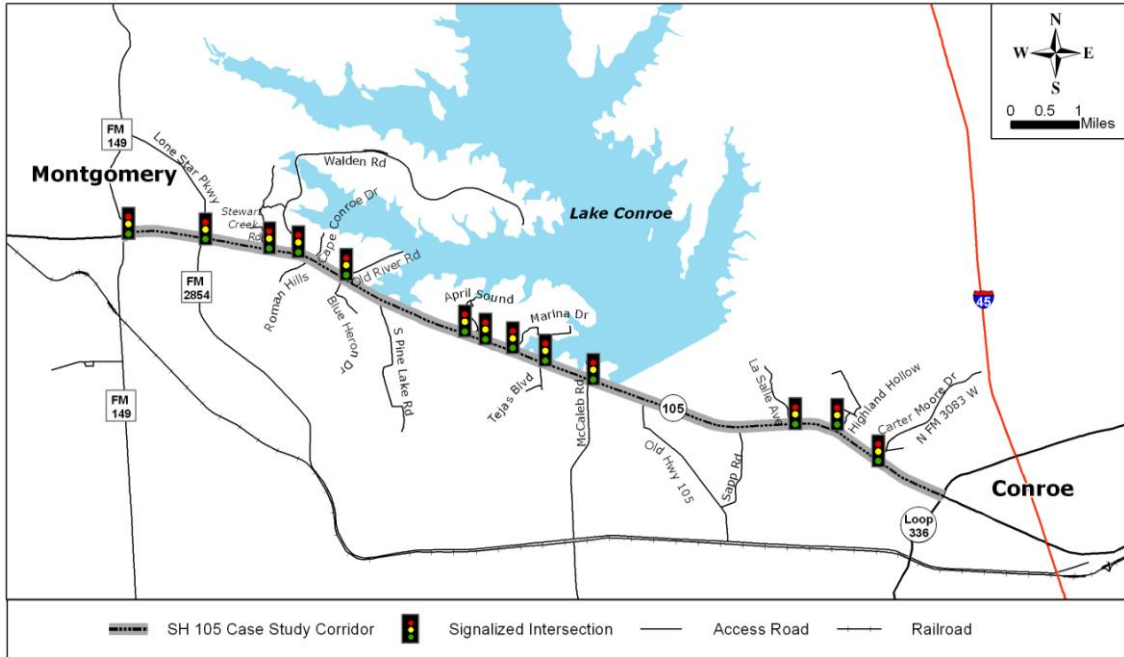 N
W E
S
0 0.5 1
Miles
FM
149
Lone Star Pkwy
Montgomery
Walden Rd
Stewart
Creek
Rd
Cape Conroe Dr
Lake Conroe
Old River Rd
FM
2854
Roman Hills
Blue Heron Dr
S Pine Lake Rd
April Sound
Marina Dr
45
Tejas Blvd
McCaleb Rd
FM
149
105
La Salle Ave
Highland Hollow
Carter Moore Dr
N FM 3083 W
Old Hwy 105
Sapp Rd
Conroe
Loop
336
SH 105 Case Study Corridor
Signalized Intersection
Access Road
Railroad